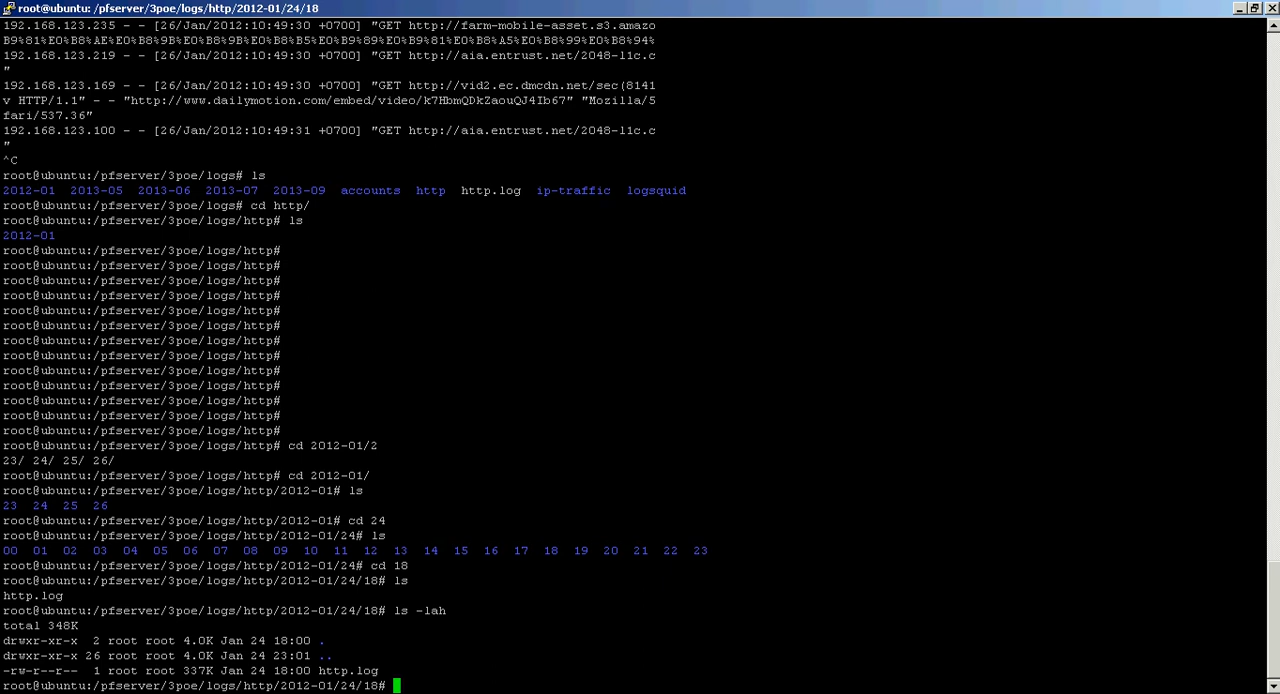 root@ubuntu:/pfserver/3poe/logs/http/2012-01/24/18
192.168.123.235 - - [26/Jan/2012:10:49:30 +0700] "GET http://farm-mobile-asset.s3.amazo
B9%81%E0%B8%AE%E0%B8%9B%E0%B8%9B%E0%B8%B5%E0%B9%89%E0%B9%81%E0%B8%A5%E0%B8%99%E0%B8%94%
192.168.123.219 - - [26/Jan/2012:10:49:30 +0700] "GET http://aia.entrust.net/2048-l1c.c
"
192.168.123.169 - - [26/Jan/2012:10:49:30 +0700] "GET http://vid2.ec.dmcdn.net/sec(8141
v HTTP/1.1" - - "http://www.dailymotion.com/embed/video/k7HbmQDkZaouQJ4Ib67" "Mozilla/5
fari/537.36"
192.168.123.100 - - [26/Jan/2012:10:49:31 +0700] "GET http://aia.entrust.net/2048-l1c.c
"
^C
root@ubuntu:/pfserver/3poe/logs# ls
2012-01 2013-05 2013-06 2013-07 2013-09 accounts http http.log ip-traffic logsquid
root@ubuntu:/pfserver/3poe/logs# cd http/
root@ubuntu:/pfserver/3poe/logs/http# ls
2012-01
root@ubuntu:/pfserver/3poe/logs/http#
root@ubuntu:/pfserver/3poe/logs/http#
root@ubuntu:/pfserver/3poe/logs/http#
root@ubuntu:/pfserver/3poe/logs/http#
root@ubuntu:/pfserver/3poe/logs/http#
root@ubuntu:/pfserver/3poe/logs/http#
root@ubuntu:/pfserver/3poe/logs/http#
root@ubuntu:/pfserver/3poe/logs/http#
root@ubuntu:/pfserver/3poe/logs/http#
root@ubuntu:/pfserver/3poe/logs/http#
root@ubuntu:/pfserver/3poe/logs/http#
root@ubuntu:/pfserver/3poe/logs/http#
root@ubuntu:/pfserver/3poe/logs/http#
root@ubuntu:/pfserver/3poe/logs/http# cd 2012-01/2
23/ 24/ 25/ 26/
root@ubuntu:/pfserver/3poe/logs/http# cd 2012-01/
root@ubuntu:/pfserver/3poe/logs/http/2012-01# ls
23 24 25 26
root@ubuntu:/pfserver/3poe/logs/http/2012-01# cd 24
root@ubuntu:/pfserver/3poe/logs/http/2012-01/24# ls
00 01 02 03 04 05 06 07 08 09 10 11 12 13 14 15 16 17 18 19 20 21 22 23
root@ubuntu:/pfserver/3poe/logs/http/2012-01/24# cd 18
root@ubuntu:/pfserver/3poe/logs/http/2012-01/24/18# ls
http.log
root@ubuntu:/pfserver/3poe/logs/http/2012-01/24/18# ls -lah
total 348K
drwxr-xr-x 2 root root 4.0K Jan 24 18:00 .
drwxr-xr-x 26 root root 4.0K Jan 24 23:01 ..
-rw-r--r-- 1 root root 337K Jan 24 18:00 http.log
root@ubuntu:/pfserver/3poe/logs/http/2012-01/24/18#